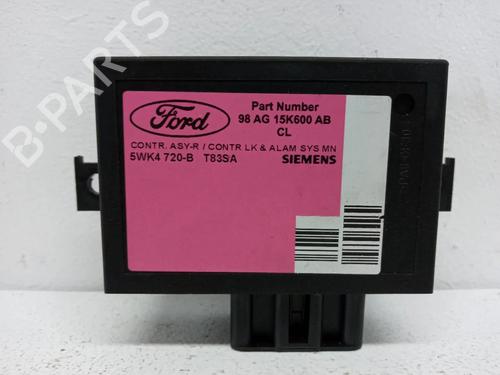 B-PARTS
Ford
Part Number
98 AG 15K600 AB
CL
CONTR. ASY-R / CONTR LK & ALAM SYS MN
5WK4 720-B T83SA SIEMENS